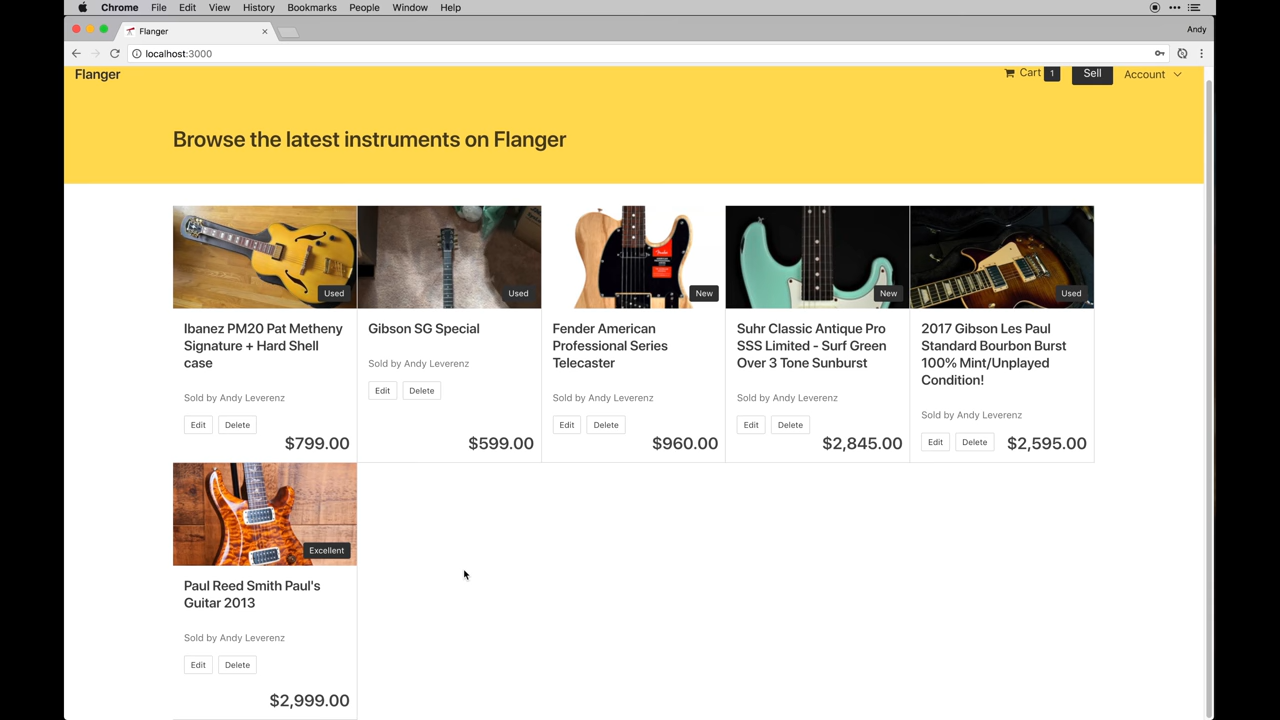 Chrome File Edit View History Bookmarks People Window Help
Flanger
Andy
localhost:3000
Flanger
Cart 1 Sell Account
Browse the latest instruments on Flanger
Used
Used
New
New
Used
Ibanez PM20 Pat Metheny
Signature + Hard Shell
case
Sold by Andy Leverenz
Edit Delete
$799.00
Gibson SG Special
Sold by Andy Leverenz
Edit Delete
$599.00
Fender American
Professional Series
Telecaster
Sold by Andy Leverenz
Edit Delete
$960.00
Suhr Classic Antique Pro
SSS Limited - Surf Green
Over 3 Tone Sunburst
Sold by Andy Leverenz
Edit Delete
$2,845.00
2017 Gibson Les Paul
Standard Bourbon Burst
100% Mint/Unplayed
Condition!
Sold by Andy Leverenz
Edit Delete $2,595.00
Excellent
Paul Reed Smith Paul's
Guitar 2013
Sold by Andy Leverenz
Edit Delete
$2,999.00